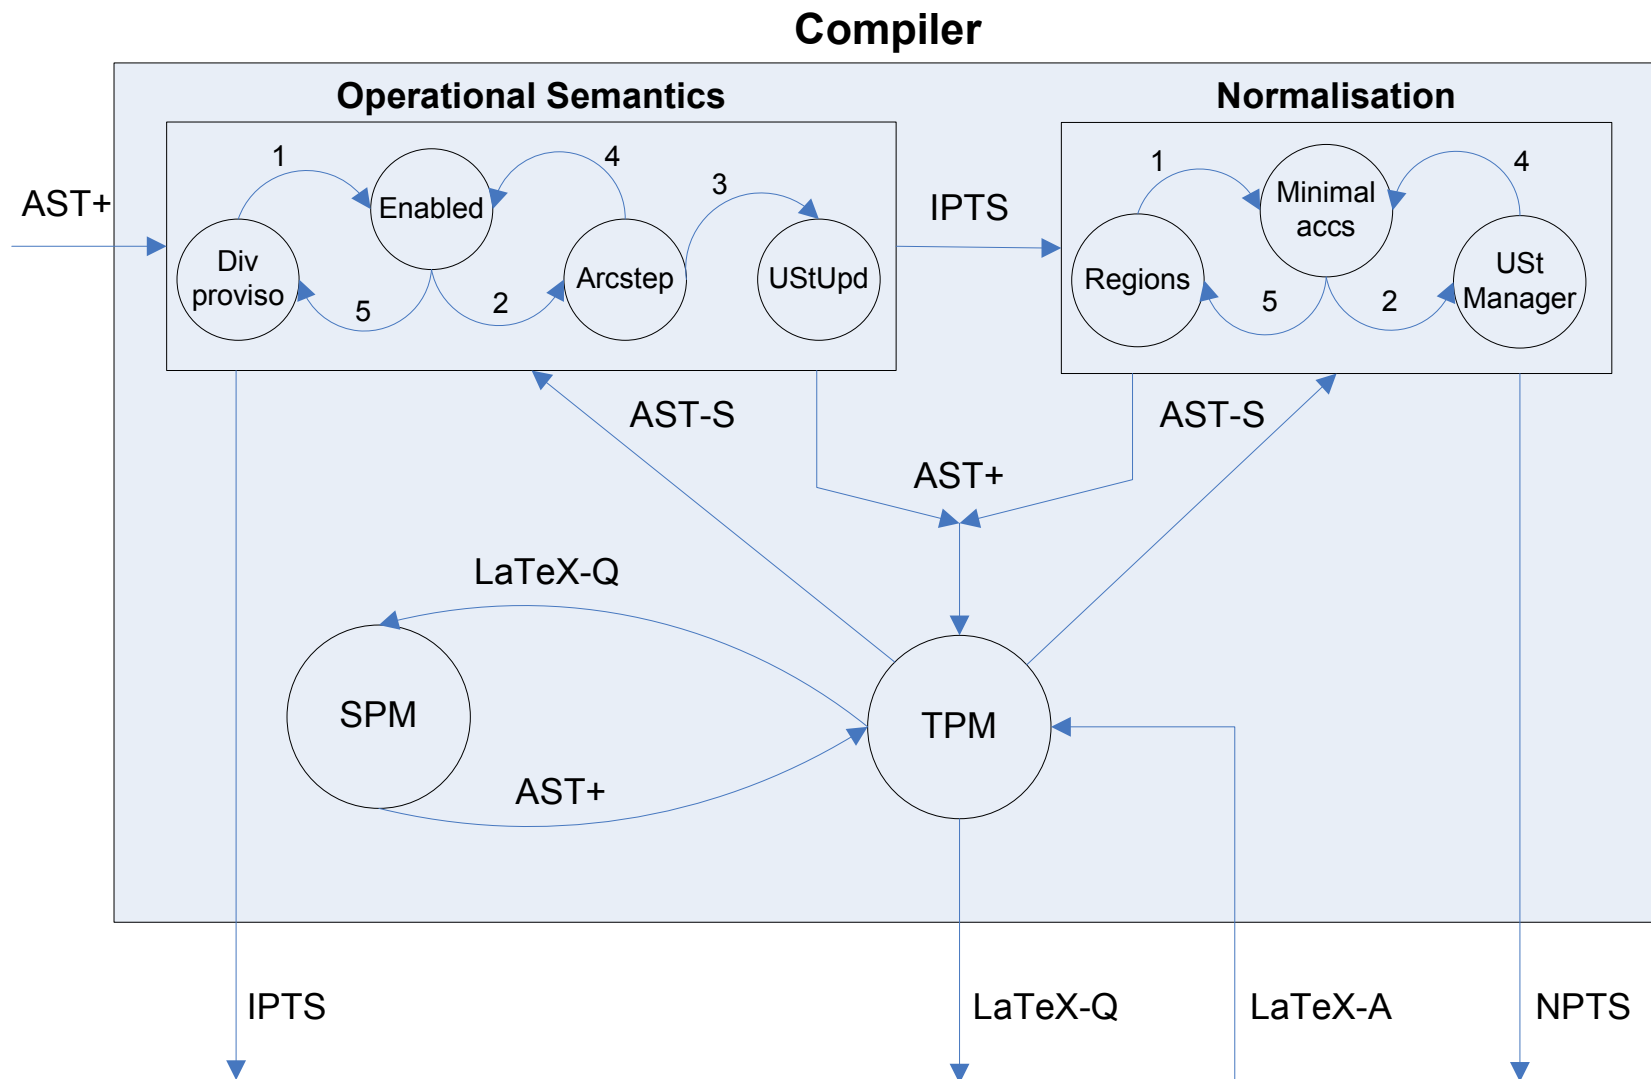 Compiler
Operational Semantics
Normalisation
1
4
3
1
4
AST+
Enabled
IPTS
Minimal
accs
Div
proviso
Arcstep
UStUpd
Regions
USt
Manager
5
2
5
2
AST-S
AST-S
AST+
LaTeX-Q
SPM
TPM
AST+
IPTS
LaTeX-Q
LaTeX-A
NPTS